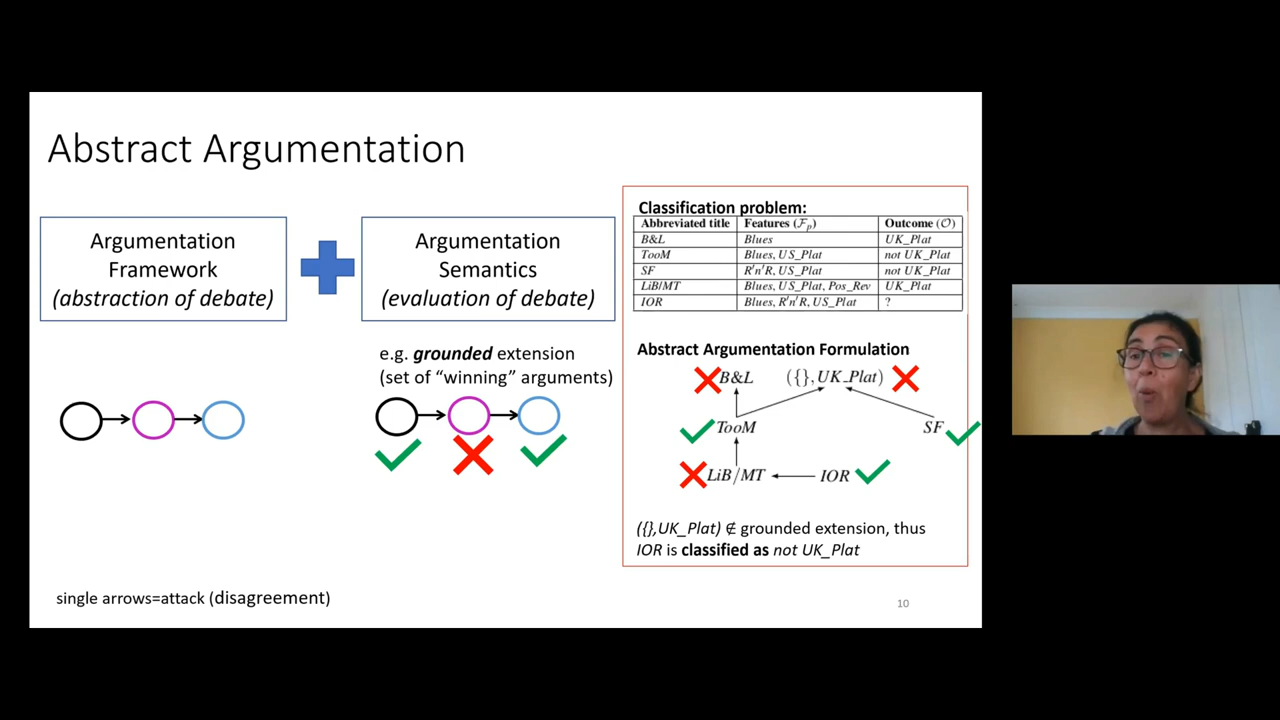 Abstract Argumentation
Argumentation
Framework
(abstraction of debate)
Argumentation
Semantics
(evaluation of debate)
e.g. grounded extension
(set of “winning” arguments)
single arrows=attack (disagreement)
Classification problem:
Abbreviated title Features (ℱp) Outcome (𝒪)
B&L Blues UK_Plat
TooM Blues, US_Plat not UK_Plat
SF R'n'R, US_Plat not UK_Plat
LiB/MT Blues, US_Plat, Pos_Rev UK_Plat
IOR Blues, R'n'R, US_Plat ?
Abstract Argumentation Formulation
B&L ({}, UK_Plat)
TooM SF
LiB/MT IOR
({},UK_Plat) ∉ grounded extension, thus
IOR is classified as not UK_Plat
10